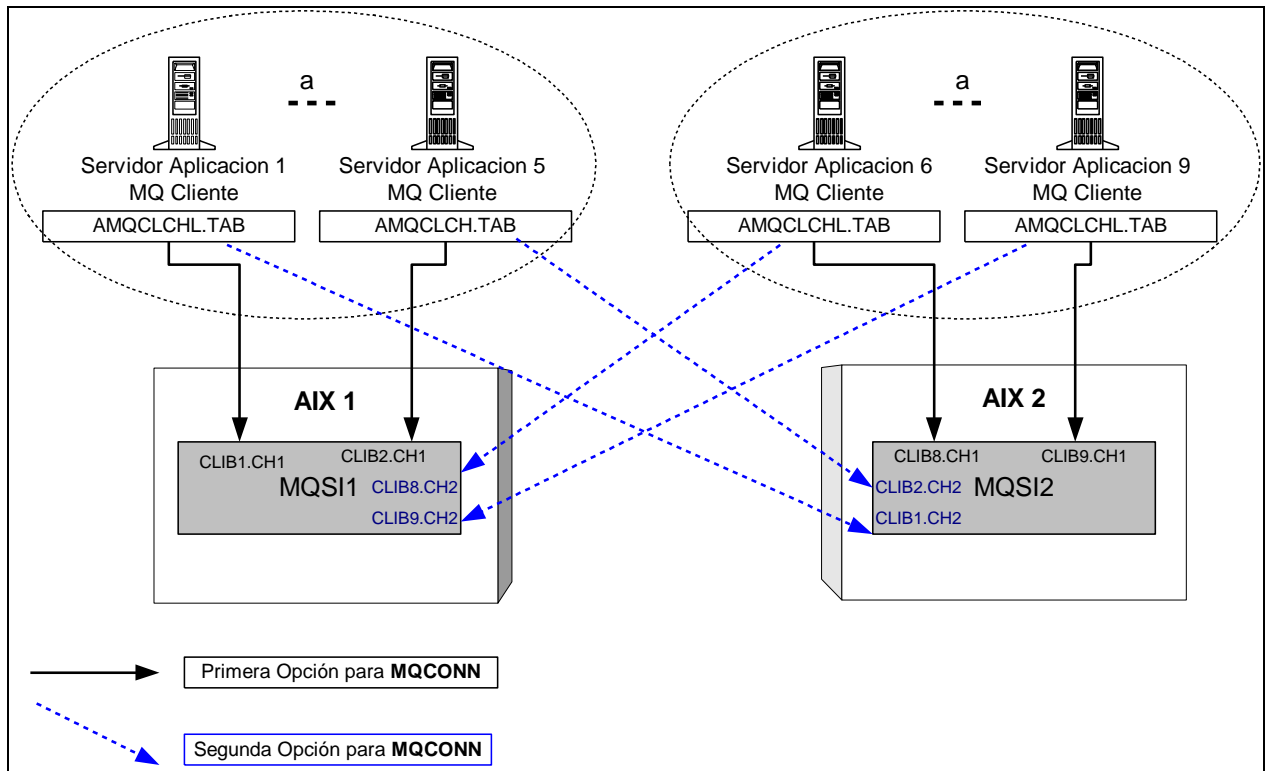 a
a
Servidor Aplicacion 1
MQ Cliente
Servidor Aplicacion 5
MQ Cliente
Servidor Aplicacion 6
MQ Cliente
Servidor Aplicacion 9
MQ Cliente
AMQCLCHL.TAB
AMQCLCH.TAB
AMQCLCHL.TAB
AMQCLCHL.TAB
AIX 1
AIX 2
CLIB1.CH1
CLIB2.CH1
MQSI1
CLIB8.CH2
CLIB9.CH2
CLIB8.CH1
CLIB9.CH1
CLIB2.CH2
MQSI2
CLIB1.CH2
Primera Opción para MQCONN
Segunda Opción para MQCONN